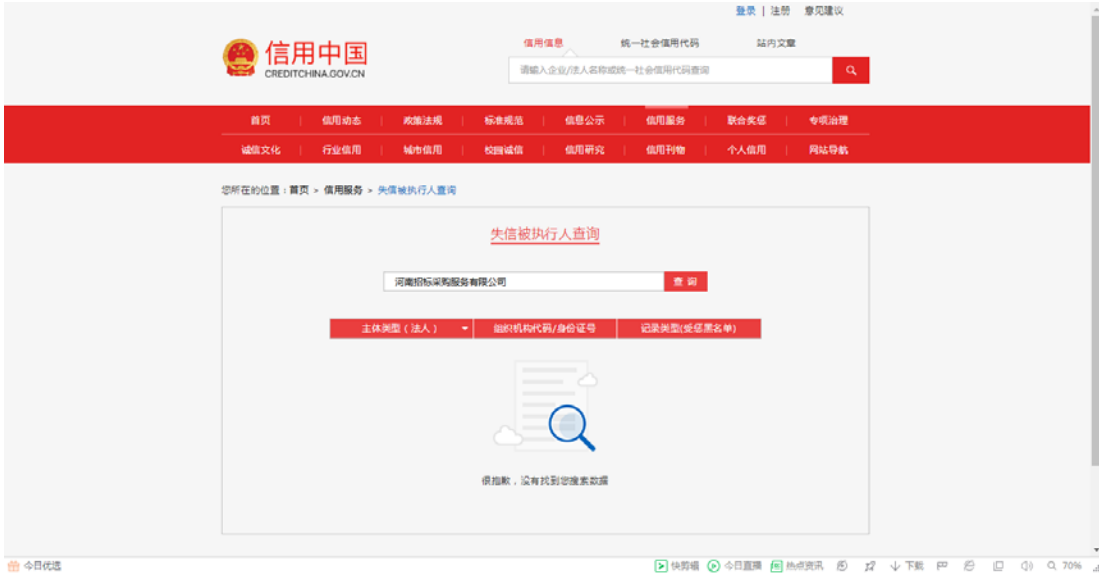 登录 | 注册 意见建议
信用中国
CREDITCHINA.GOV.CN
信用信息 统一社会信用代码 站内文章
请输入企业/法人名称或统一社会信用代码查询
首页 | 信用动态 | 政策法规 | 标准规范 | 信息公示 | 信用服务 | 联合奖惩 | 专项治理
诚信文化 | 行业信用 | 城市信用 | 校园诚信 | 信用研究 | 信用刊物 | 个人信用 | 网站导航
您所在的位置：首页 > 信用服务 > 失信被执行人查询
失信被执行人查询
河南招标采购服务有限公司 查询
主体类型（法人） 组织机构代码/身份证号 记录类型(受惩黑名单)
很抱歉，没有找到您搜索数据
今日优选 快剪辑 今日直播 热点资讯 下载 70%